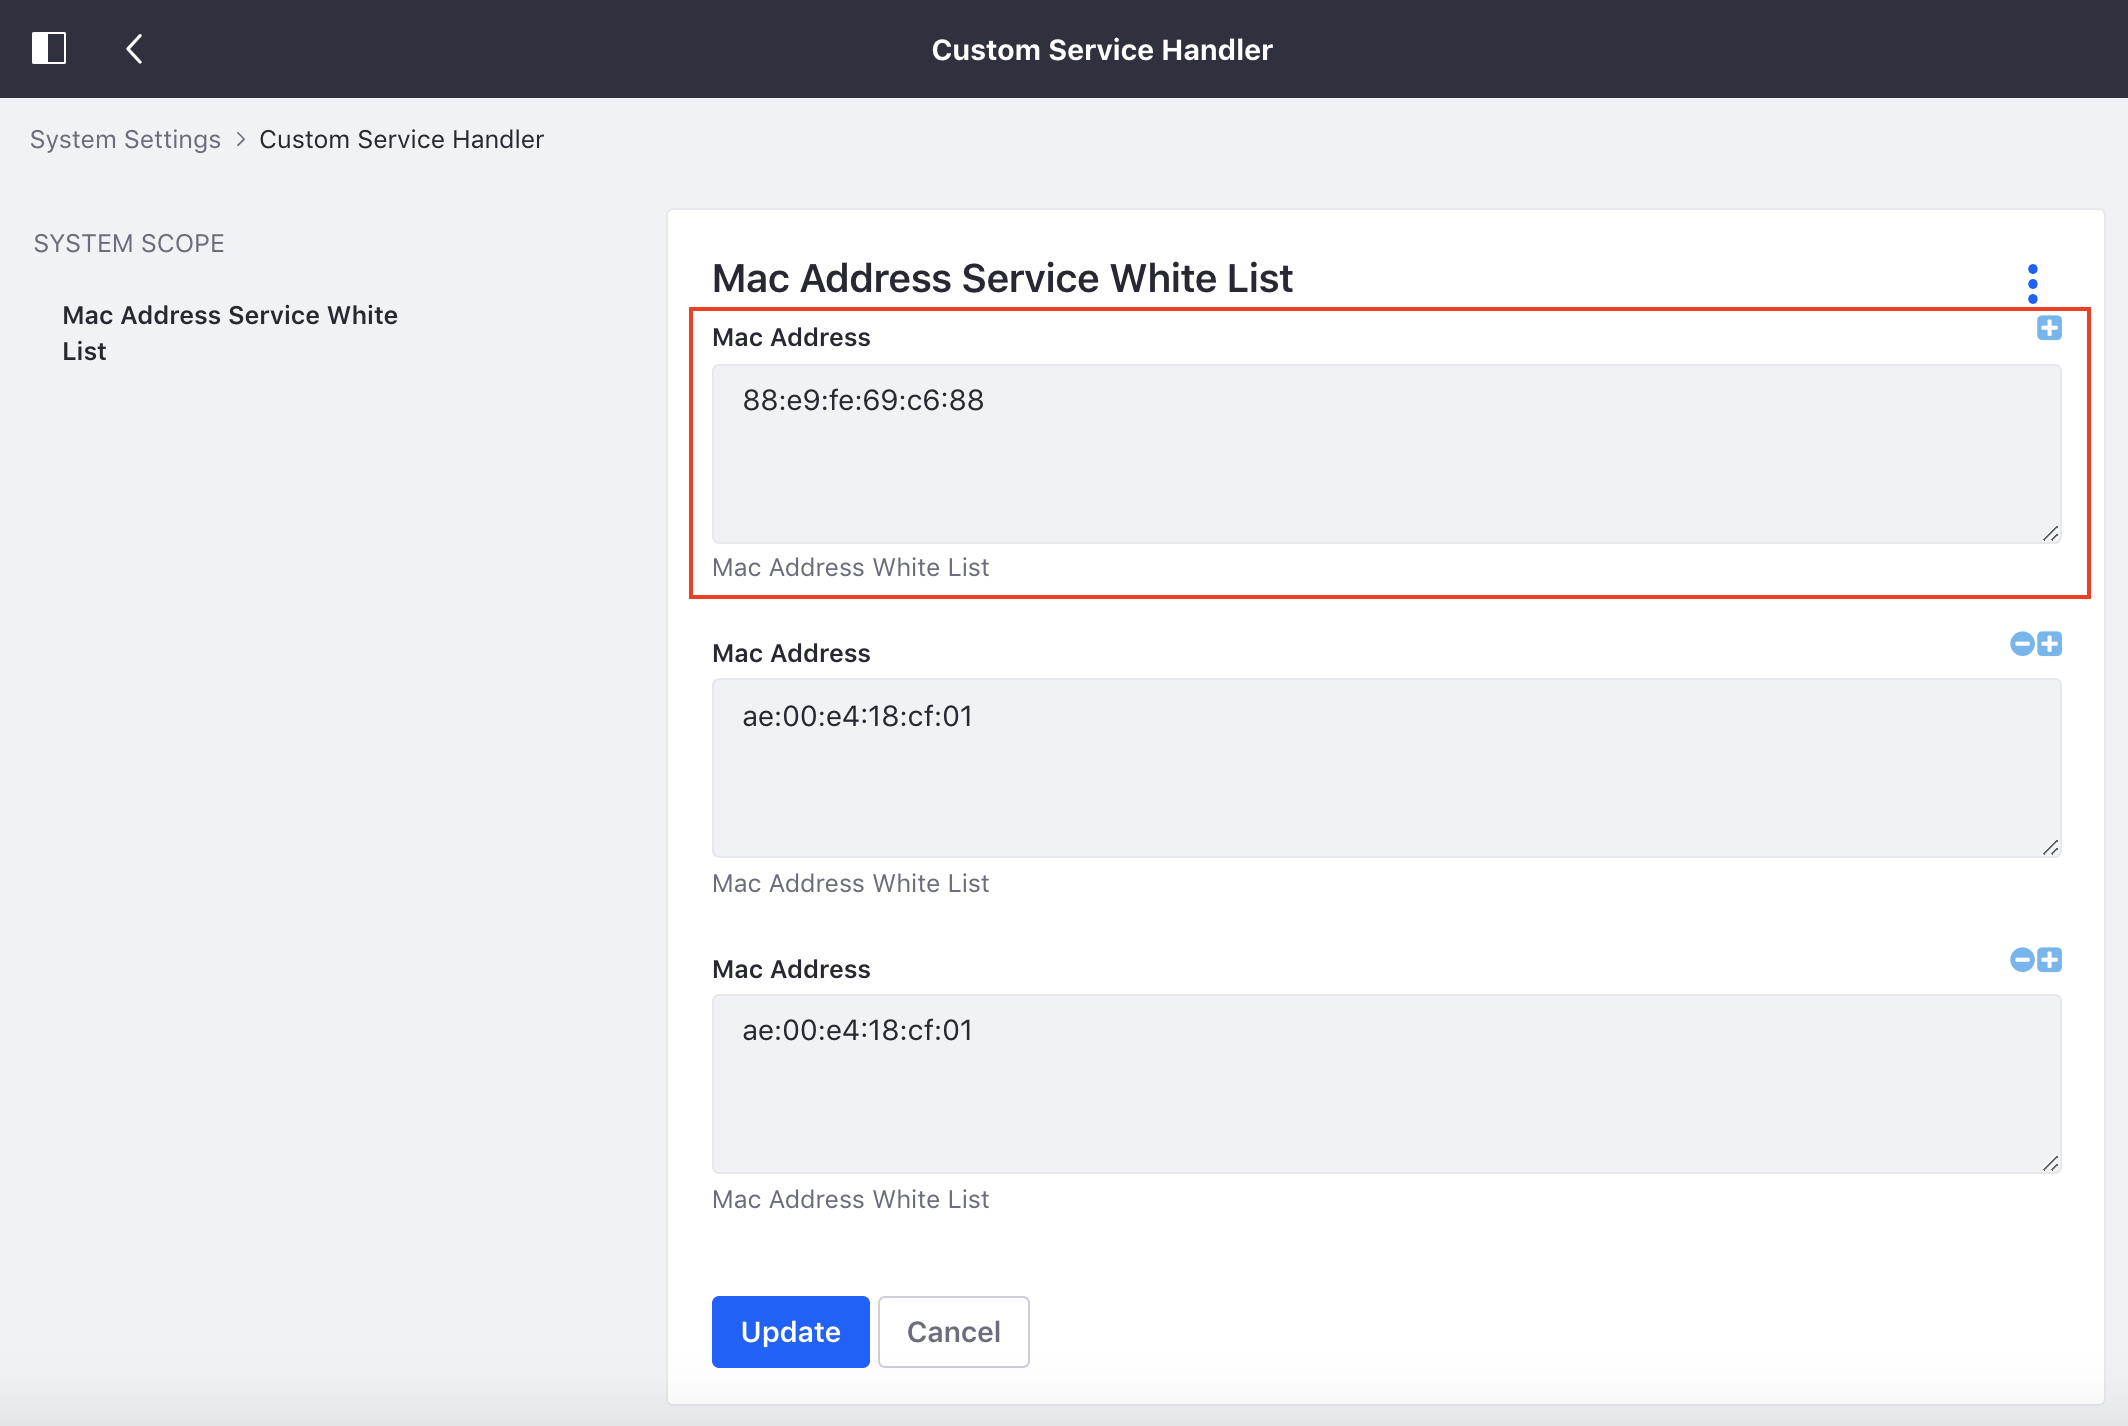 Custom Service Handler
System Settings > Custom Service Handler
SYSTEM SCOPE
Mac Address Service White
List
Mac Address Service White List
Mac Address
88:e9:fe:69:c6:88
Mac Address White List
Mac Address
ae:00:e4:18:cf:01
Mac Address White List
Mac Address
ae:00:e4:18:cf:01
Mac Address White List
Update Cancel